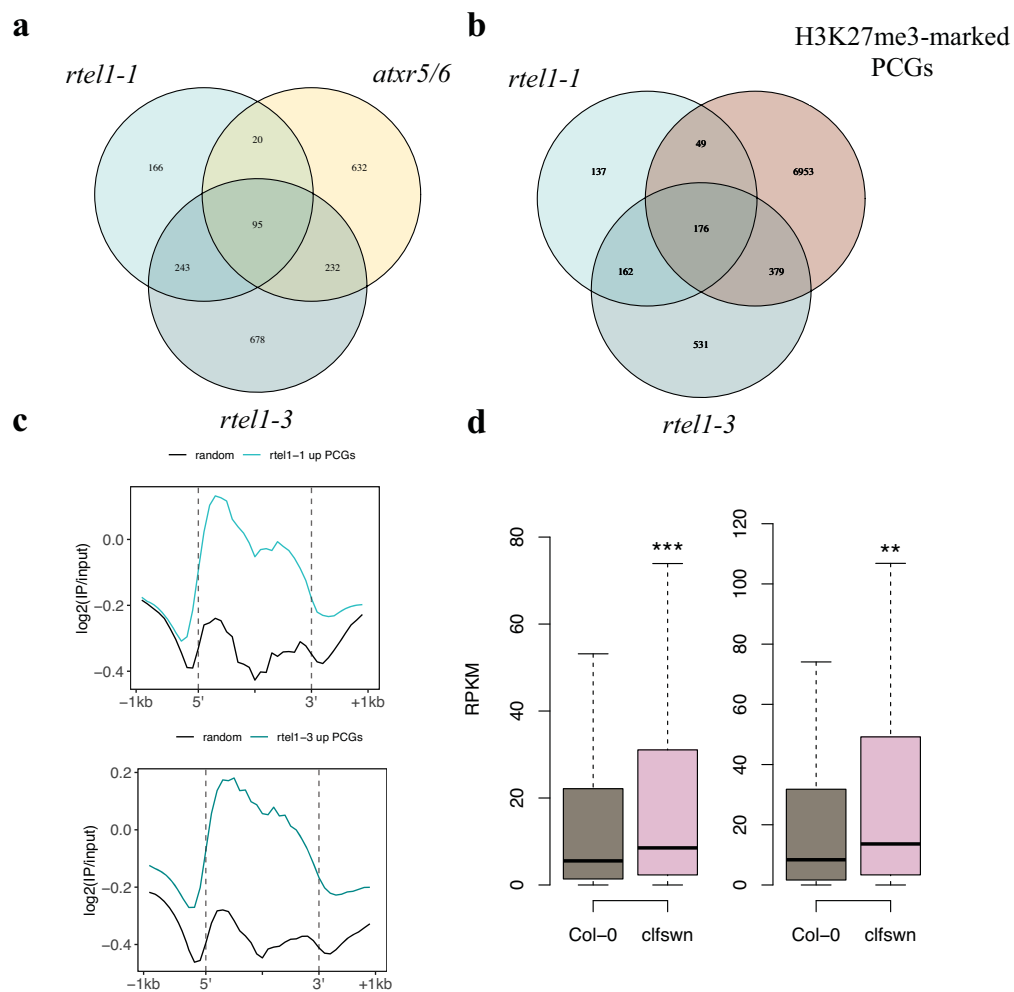 a
rtel1-1
atxr5/6
20
166
632
95
243
232
678
rtel1-3
b
H3K27me3-marked
PCGs
rtel1-1
49
137
6953
176
162
379
531
rtel1-3
c
random rtel1−1 up PCGs
log2(IP/input)
0.0
−0.2
−0.4
−1kb 5' 3' +1kb
random rtel1−3 up PCGs
log2(IP/input)
0.2
0.0
−0.2
−0.4
−1kb 5' 3' +1kb
d
RPKM
80
60
40
20
0
***
Col−0 clfswn
120
100
80
60
40
20
0
**
Col−0 clfswn